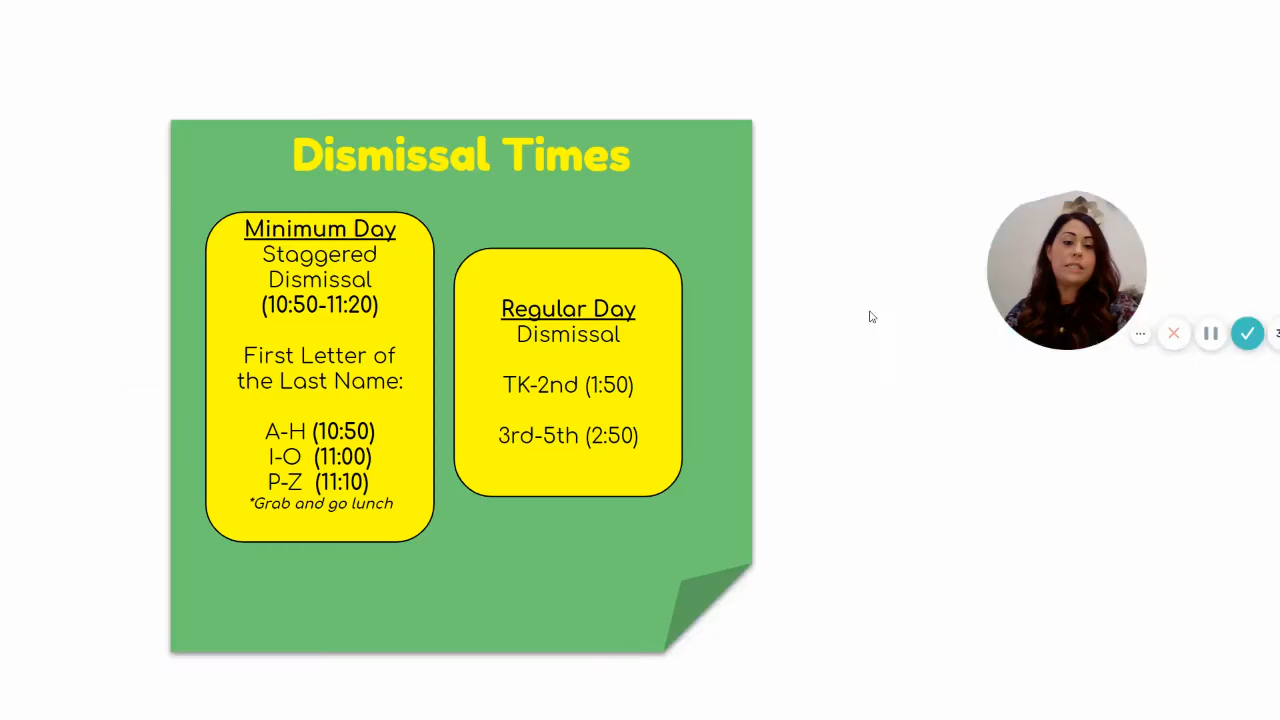 Dismissal Times
Minimum Day
Staggered
Dismissal
(10:50-11:20)
First Letter of
the Last Name:
A-H (10:50)
I-O (11:00)
P-Z (11:10)
*Grab and go lunch
Regular Day
Dismissal
TK-2nd (1:50)
3rd-5th (2:50)